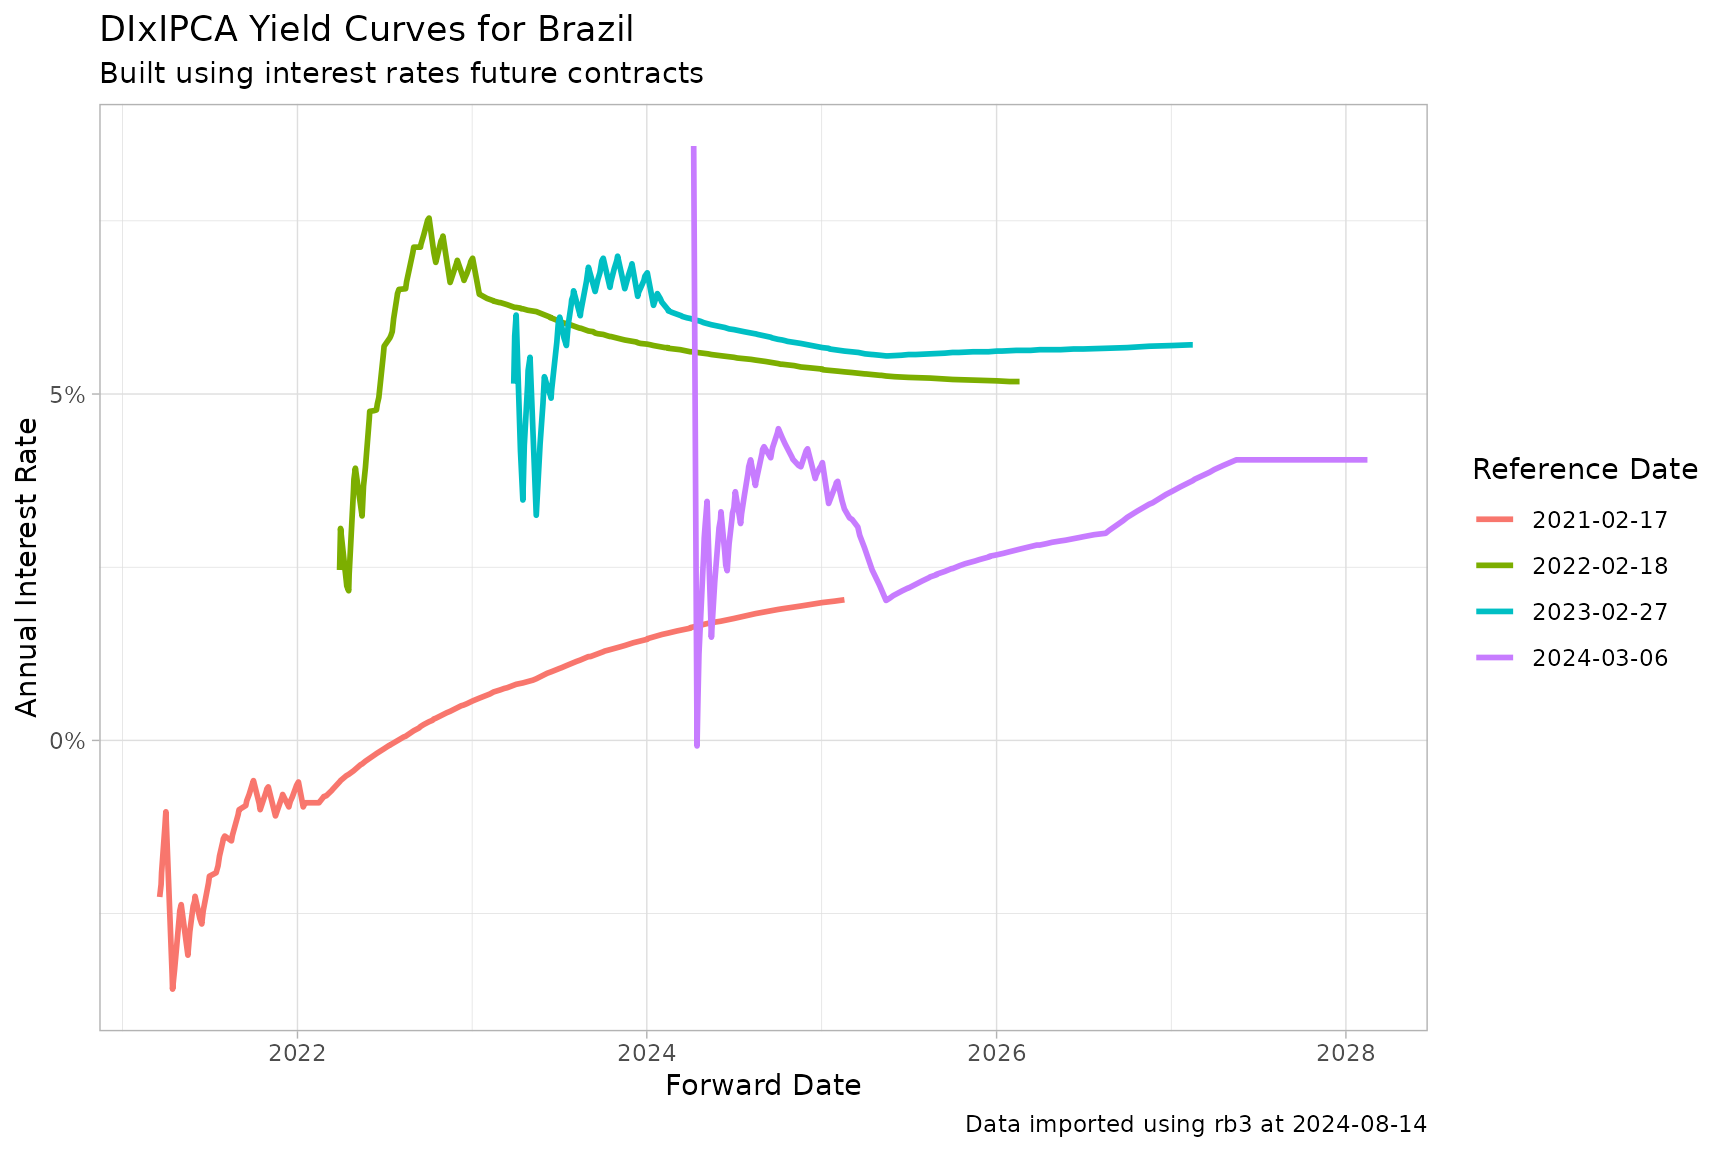 DIxIPCA Yield Curves for Brazil
Built using interest rates future contracts
Annual Interest Rate
5%
0%
2022
2024
2026
2028
Forward Date
Reference Date
2021-02-17
2022-02-18
2023-02-27
2024-03-06
Data imported using rb3 at 2024-08-14